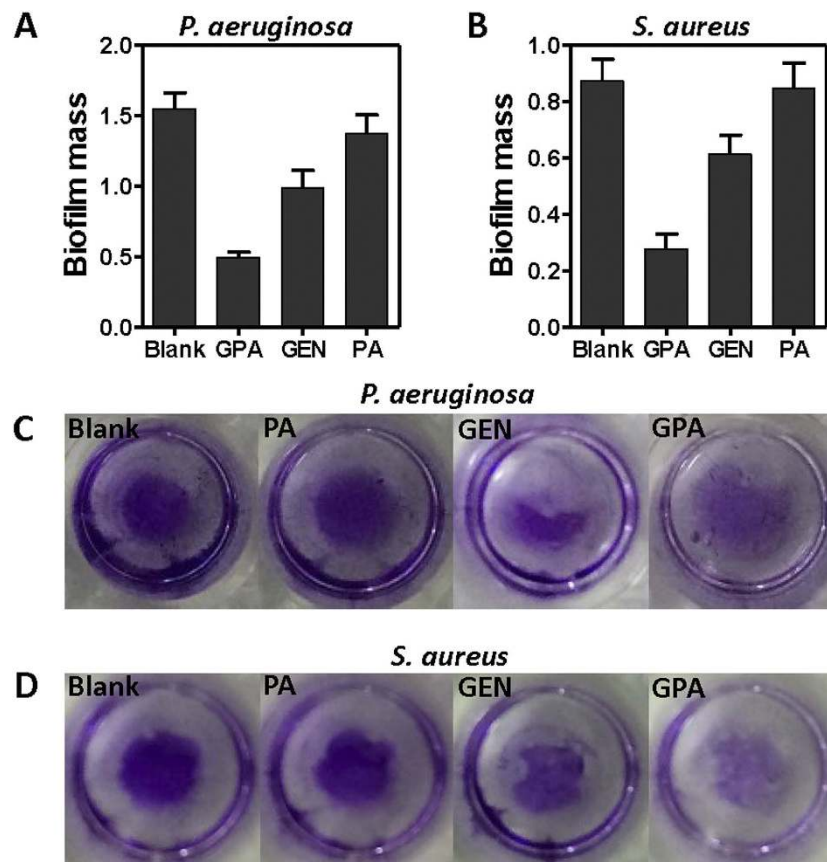 A
P. aeruginosa
Biofilm mass
2.0
1.5
1.0
0.5
0.0
Blank GPA GEN PA
B
S. aureus
Biofilm mass
1.0
0.8
0.6
0.4
0.2
0.0
Blank GPA GEN PA
P. aeruginosa
C
Blank PA GEN GPA
S. aureus
D
Blank PA GEN GPA